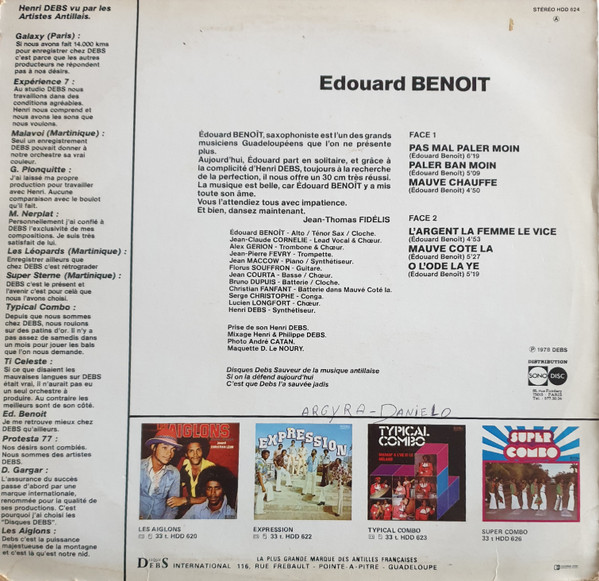 Henri DEBS vu par les
Artistes Antillais.
Galaxy (Paris) :
Si nous avons fait 14.000 kms
pour enregistrer chez DEBS
c'est parce que les autres
producteurs ne répondent
pas à nos désirs.
Expérience 7 :
Au studio DEBS nous
travaillons dans des
conditions agréables.
Henri nous comprend et
nous avons les sons que
nous voulons.
Malavoi (Martinique) :
Seul un enregistrement
DEBS pouvait donner à
notre orchestre sa vrai
couleur.
G. Plonquitte :
J'ai laissé ma propre
production pour travailler
avec Henri. Aucune
comparaison avec le boulot
qu'il fait.
M. Nerplat :
Personnellement j'ai confié
à DEBS l'exclusivité de mes
compositions. Je suis très
satisfait de lui.
Les Léopards (Martinique) :
Enregistrer ailleurs que
chez DEBS c'est rétrograder
Super Sterne (Martinique) :
DEBS c'est le présent et
l'avenir c'est pour celà que
nous l'avons choisi.
Typical Combo :
Depuis que nous sommes
chez DEBS, nous roulons
sur des patins d'or. Il n'y a
pas assez de samedis dans
un mois pour jouer les bals
que l'on nous demande.
Ti Celeste :
Si ce que disaient les
mauvaises langues sur DEBS
était vrai, il n'aurait pas eu
un seul orchestre à
produire. Au contraire les
meilleurs sont de son côté.
Ed. Benoit
Je me retrouve mieux chez
DEBS qu'ailleurs.
Protesta 77 :
Nos désirs sont comblés.
Nous sommes des artistes
DEBS.
D. Gargar :
L'assurance du succès
passe d'abord par une
marque internationale,
renommée pour la qualité de
ses productions. C'est
pourquoi j'ai choisi les
"Disques DEBS".
Les Aiglons :
Debs c'est la puissance
majestueuse de la montagne
et c'est là qu'est notre nid.
STEREO HDD 624
A
Edouard BENOIT
Édouard BENOÎT, saxophoniste est l'un des grands
musiciens Guadeloupéens que l'on ne présente
plus.
Aujourd'hui, Édouard part en solitaire, et grâce à
la complicité d'Henri DEBS, toujours à la recherche
de la perfection, il nous offre un 30 cm très réussi.
La musique est belle, car Édouard BENOÎT y a mis
toute son âme.
Vous l'attendiez tous avec impatience.
Et bien, dansez maintenant.
Jean-Thomas FIDÉLIS
Édouard BENOÎT - Alto / Ténor Sax / Cloche.
Jean-Claude CORNÉLIE - Lead Vocal & Chœur.
Alex GERION - Trombone & Chœur.
Jean-Pierre FEVRY - Trompette.
Jean MACCOW - Piano / Synthétiseur.
Florus SOUFFRON - Guitare.
Jean COURTA - Basse / Chœur.
Bruno DUPUIS - Batterie / Cloche.
Christian FANFANT - Batterie dans Mauvé Coté la.
Serge CHRISTOPHE - Conga.
Lucien LONGFORT - Chœur.
Henri DEBS - Synthétiseur.
Prise de son Henri DEBS.
Mixage Henri & Philippe DEBS.
Photo André CATAN.
Maquette D. Le NOURY.
Disques Debs Sauveur de la musique antillaise
Si on la défend aujourd'hui
C'est que Debs l'a sauvée jadis
FACE 1
PAS MAL PALER MOIN
(Édouard Benoit) 6'19
PALER BAN MOIN
(Édouard Benoit) 5'09
MAUVE CHAUFFE
(Édouard Benoit) 4'50
FACE 2
L'ARGENT LA FEMME LE VICE
(Édouard Benoit) 4'53
MAUVE COTE LA
(Édouard Benoit) 5'27
O L'ODE LA YE
(Édouard Benoit) 5'19
℗ 1978 DEBS
DISTRIBUTION
SONO
DISC
75020 - PARIS
ARGYRA-DANIELO
AIGLONS
EXPRESSION
TYPICAL
COMBO
SUPER
COMBO
LES AIGLONS
33 t. HDD 620
EXPRESSION
33 t. HDD 622
TYPICAL COMBO
33 t. HDD 623
SUPER COMBO
33 t. HDD 626
DEBS
LA PLUS GRANDE MARQUE DES ANTILLES FRANÇAISES
INTERNATIONAL 116, RUE FREBAULT - POINTE-A-PITRE - GUADELOUPE